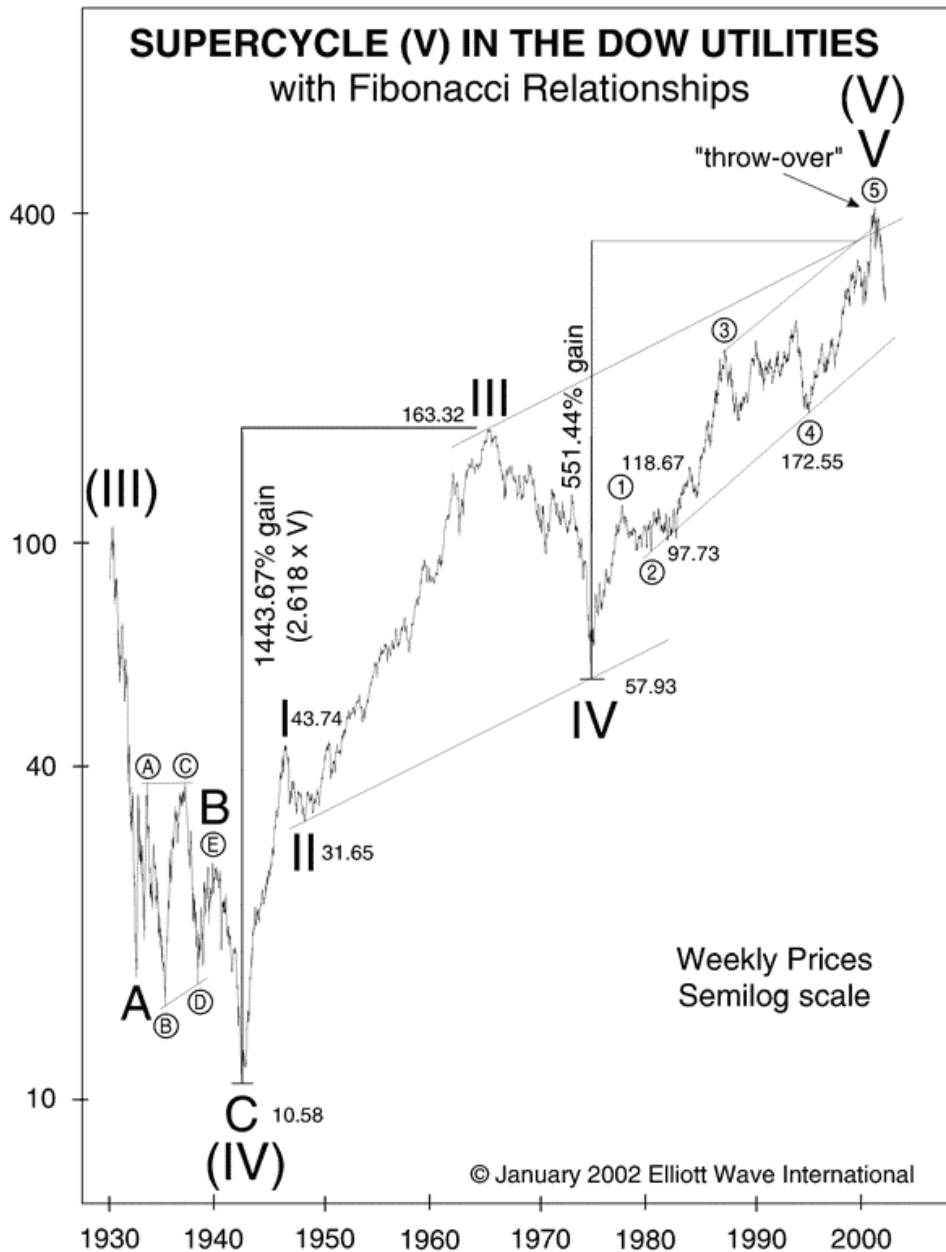 SUPERCYCLE (V) IN THE DOW UTILITIES
with Fibonacci Relationships
(V)
V
"throw-over"
⑤
400
③
551.44% gain
163.32
III
④
172.55
①
118.67
(III)
②
97.73
100
1443.67% gain
(2.618 x V)
57.93
IV
I
43.74
40
Ⓐ
Ⓒ
B
Ⓔ
II
31.65
A
Ⓑ
Ⓓ
Weekly Prices
Semilog scale
10
C
10.58
(IV)
© January 2002 Elliott Wave International
1930 1940 1950 1960 1970 1980 1990 2000